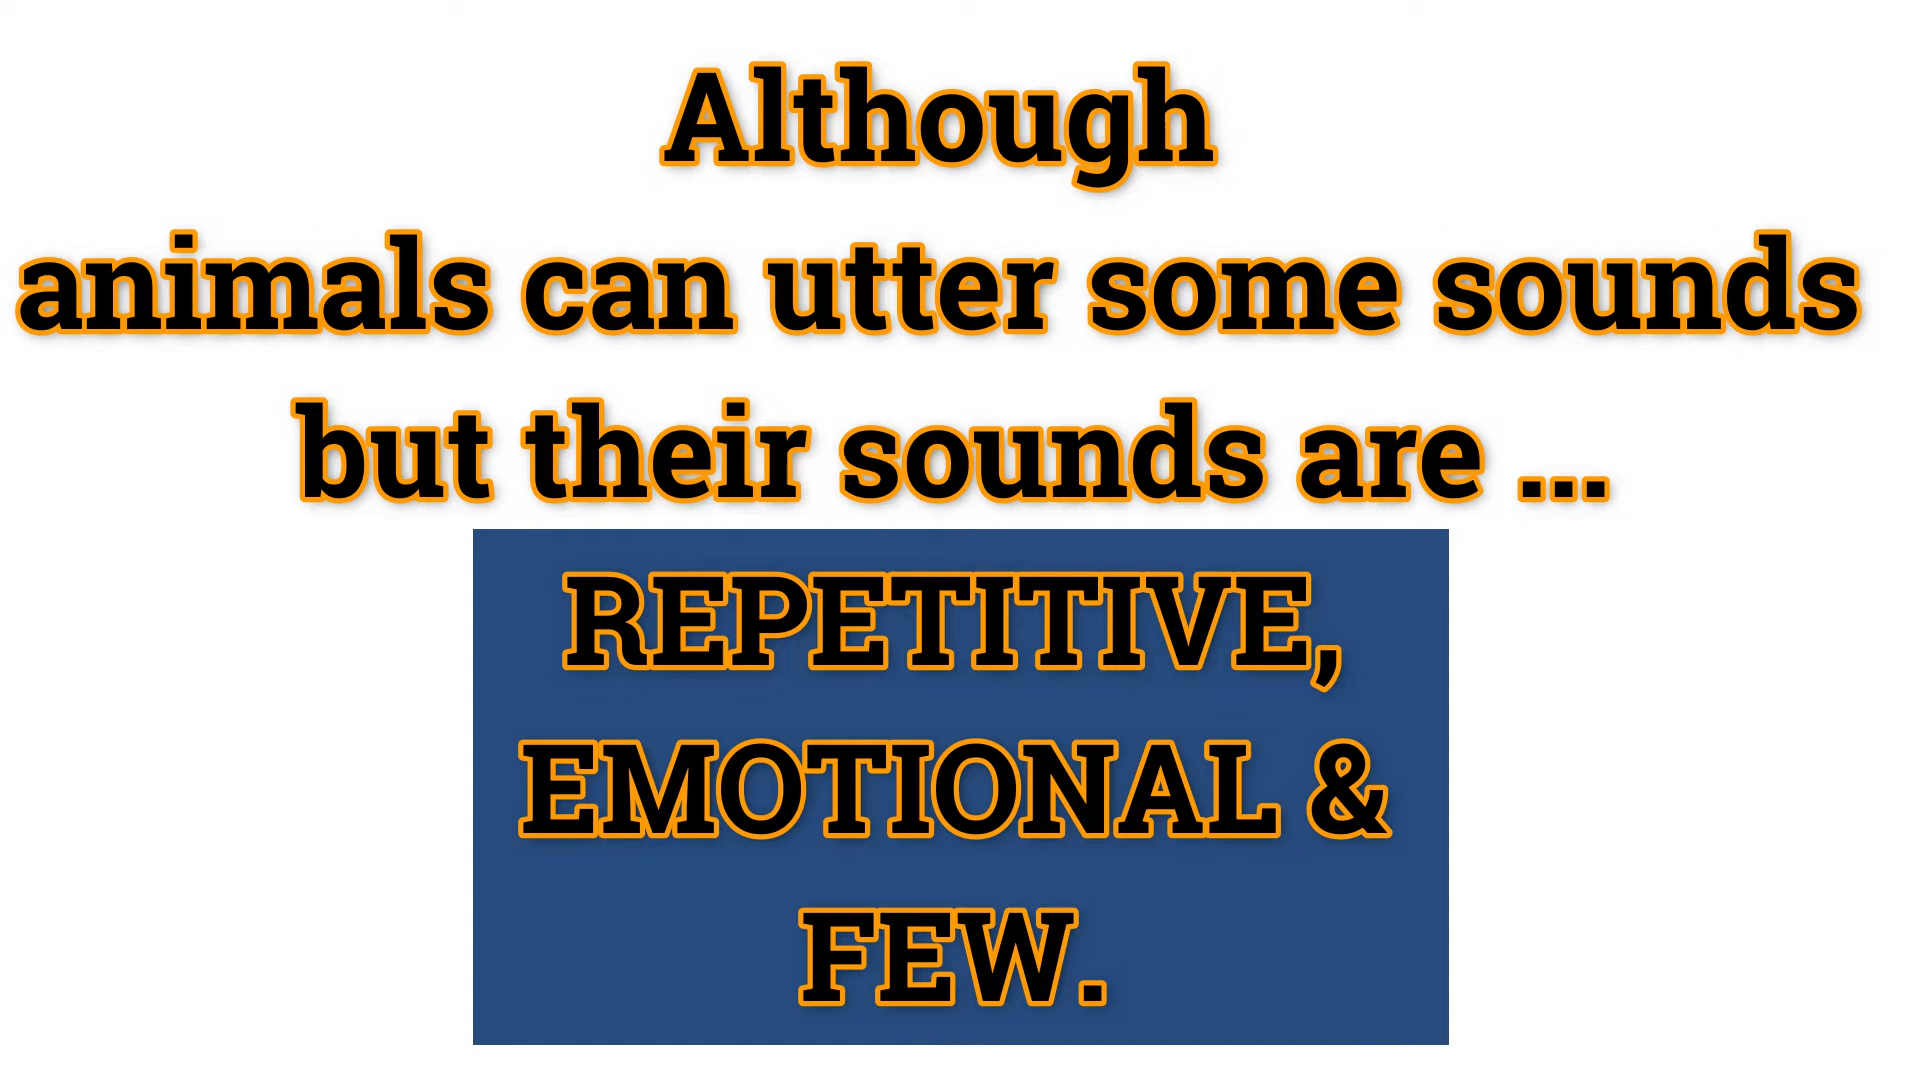 Although
animals can utter some sounds
but their sounds are ...
REPETITIVE,
EMOTIONAL &
FEW.